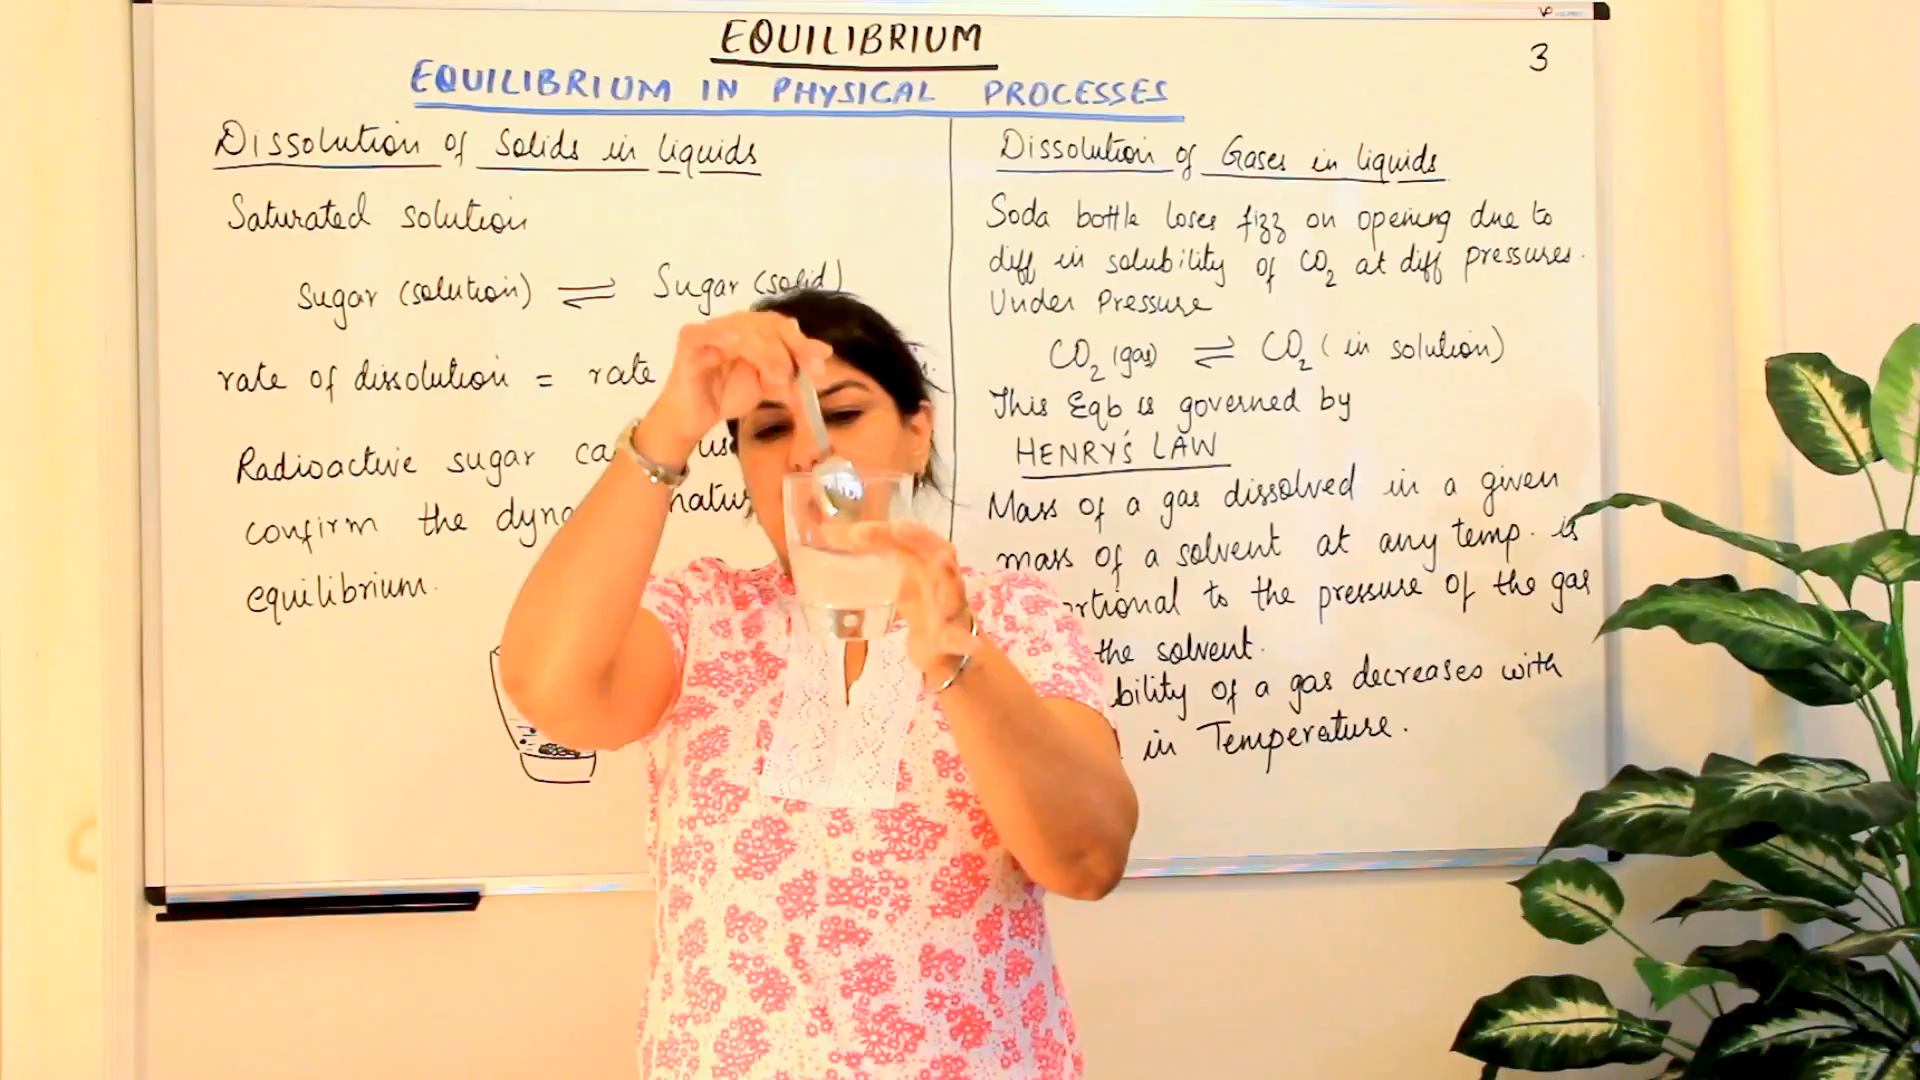 EQUILIBRIUM
3
EQUILIBRIUM IN PHYSICAL PROCESSES
Dissolution of Solids in liquids
Saturated solution
Sugar (solution) ⇌ Sugar (solid)
rate of dissolution = rate
Radioactive sugar
confirm the
equilibrium.
Dissolution of Gases in liquids
Soda bottle loses fizz on opening due to
diff in solubility of CO2 at diff pressures.
Under Pressure
CO2 (gas) ⇌ CO2 (in solution)
This Eqb is governed by
HENRY'S LAW
Mass of a gas dissolved in a given
mass of a solvent at any temp. is
to the pressure of the gas
the solvent.
of a gas decreases with
in Temperature.